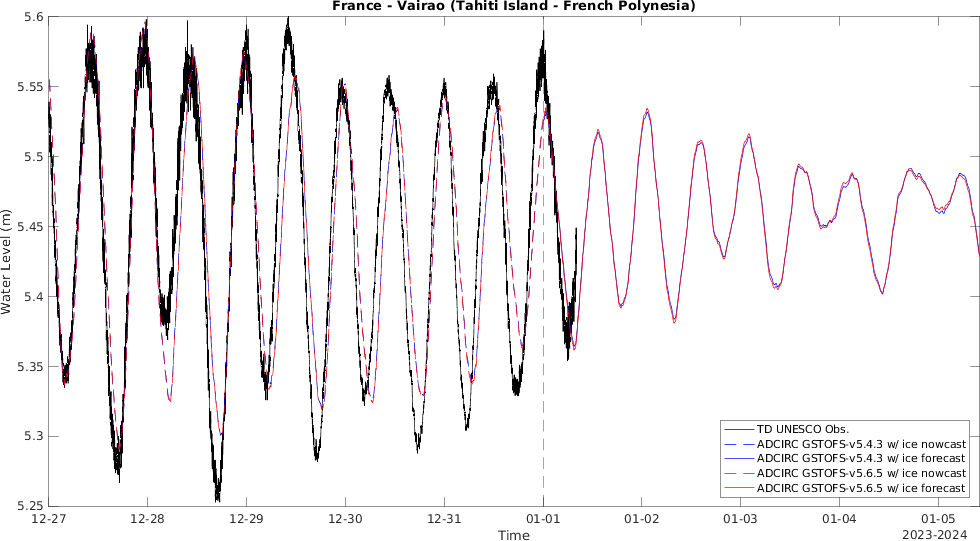 France - Vairao (Tahiti Island - French Polynesia)
5.6
5.55
5.5
5.45
5.4
5.35
5.3
5.25
Water Level (m)
12-27
12-28
12-29
12-30
12-31
01-01
01-02
01-03
01-04
01-05
Time
2023-2024
TD UNESCO Obs.
ADCIRC GSTOFS-v5.4.3 w/ ice nowcast
ADCIRC GSTOFS-v5.4.3 w/ ice forecast
ADCIRC GSTOFS-v5.6.5 w/ ice nowcast
ADCIRC GSTOFS-v5.6.5 w/ ice forecast